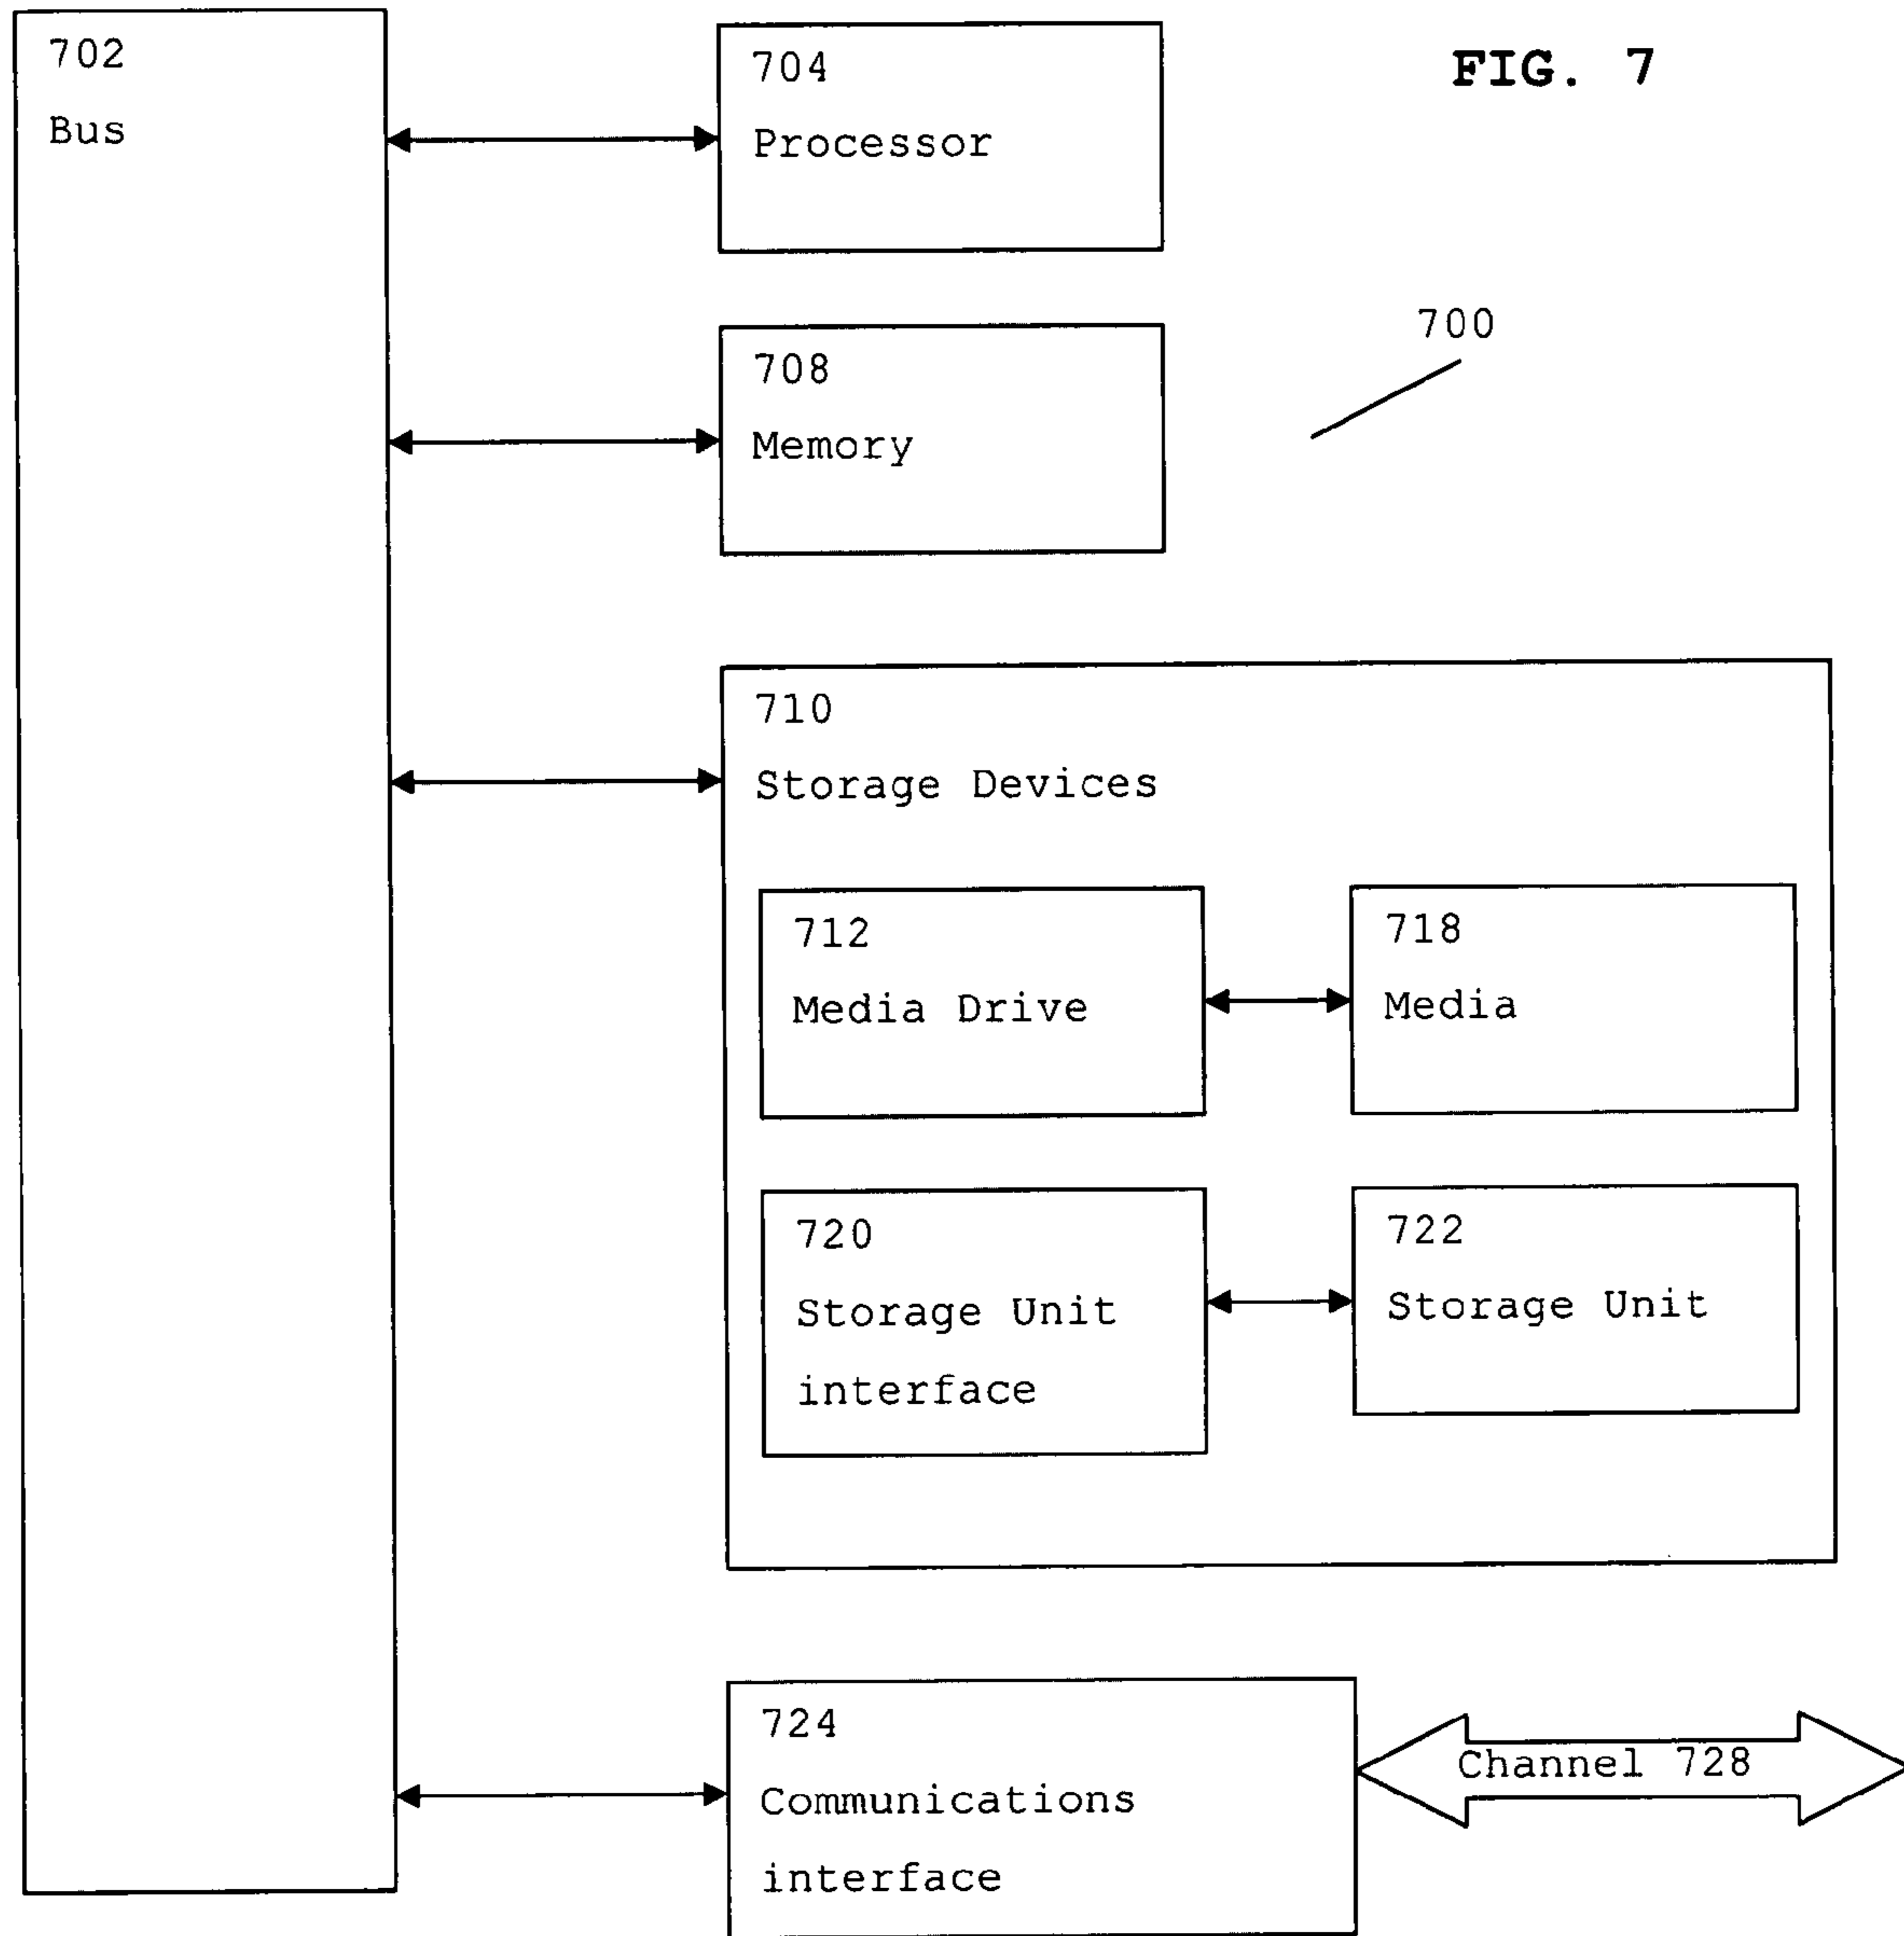 702
Bus
704
Processor
FIG. 7
700
708
Memory
710
Storage Devices
712
Media Drive
718
Media
720
Storage Unit
interface
722
Storage Unit
724
Communications
interface
Channel 728